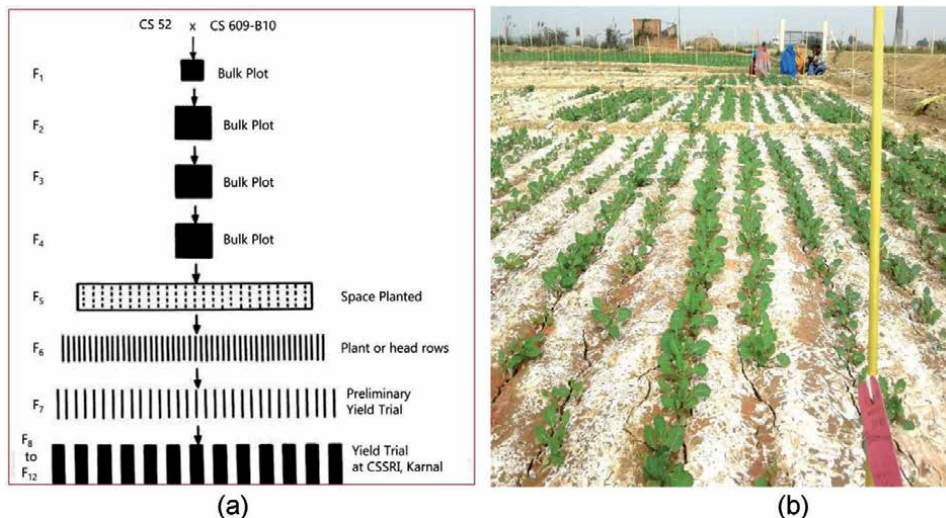 CS 52 x CS 609-B10
F1 Bulk Plot
F2 Bulk Plot
F3 Bulk Plot
F4 Bulk Plot
F5 Space Planted
F6 Plant or head rows
F7 Preliminary
Yield Trial
F8
to
F12
Yield Trial
at CSSRI, Karnal
(a) (b)